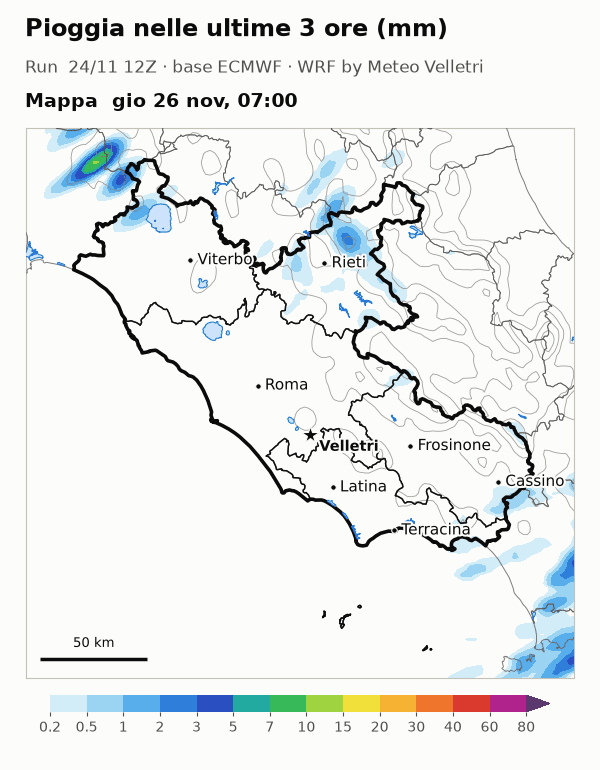 Pioggia nelle ultime 3 ore (mm)
Run  24/11 12Z · base ECMWF · WRF by Meteo Velletri
Mappa  gio 26 nov, 07:00
Viterbo
Rieti
Roma
Velletri
Frosinone
Latina
Cassino
Terracina
50 km
0.2 0.5 1 2 3 5 7 10 15 20 30 40 60 80